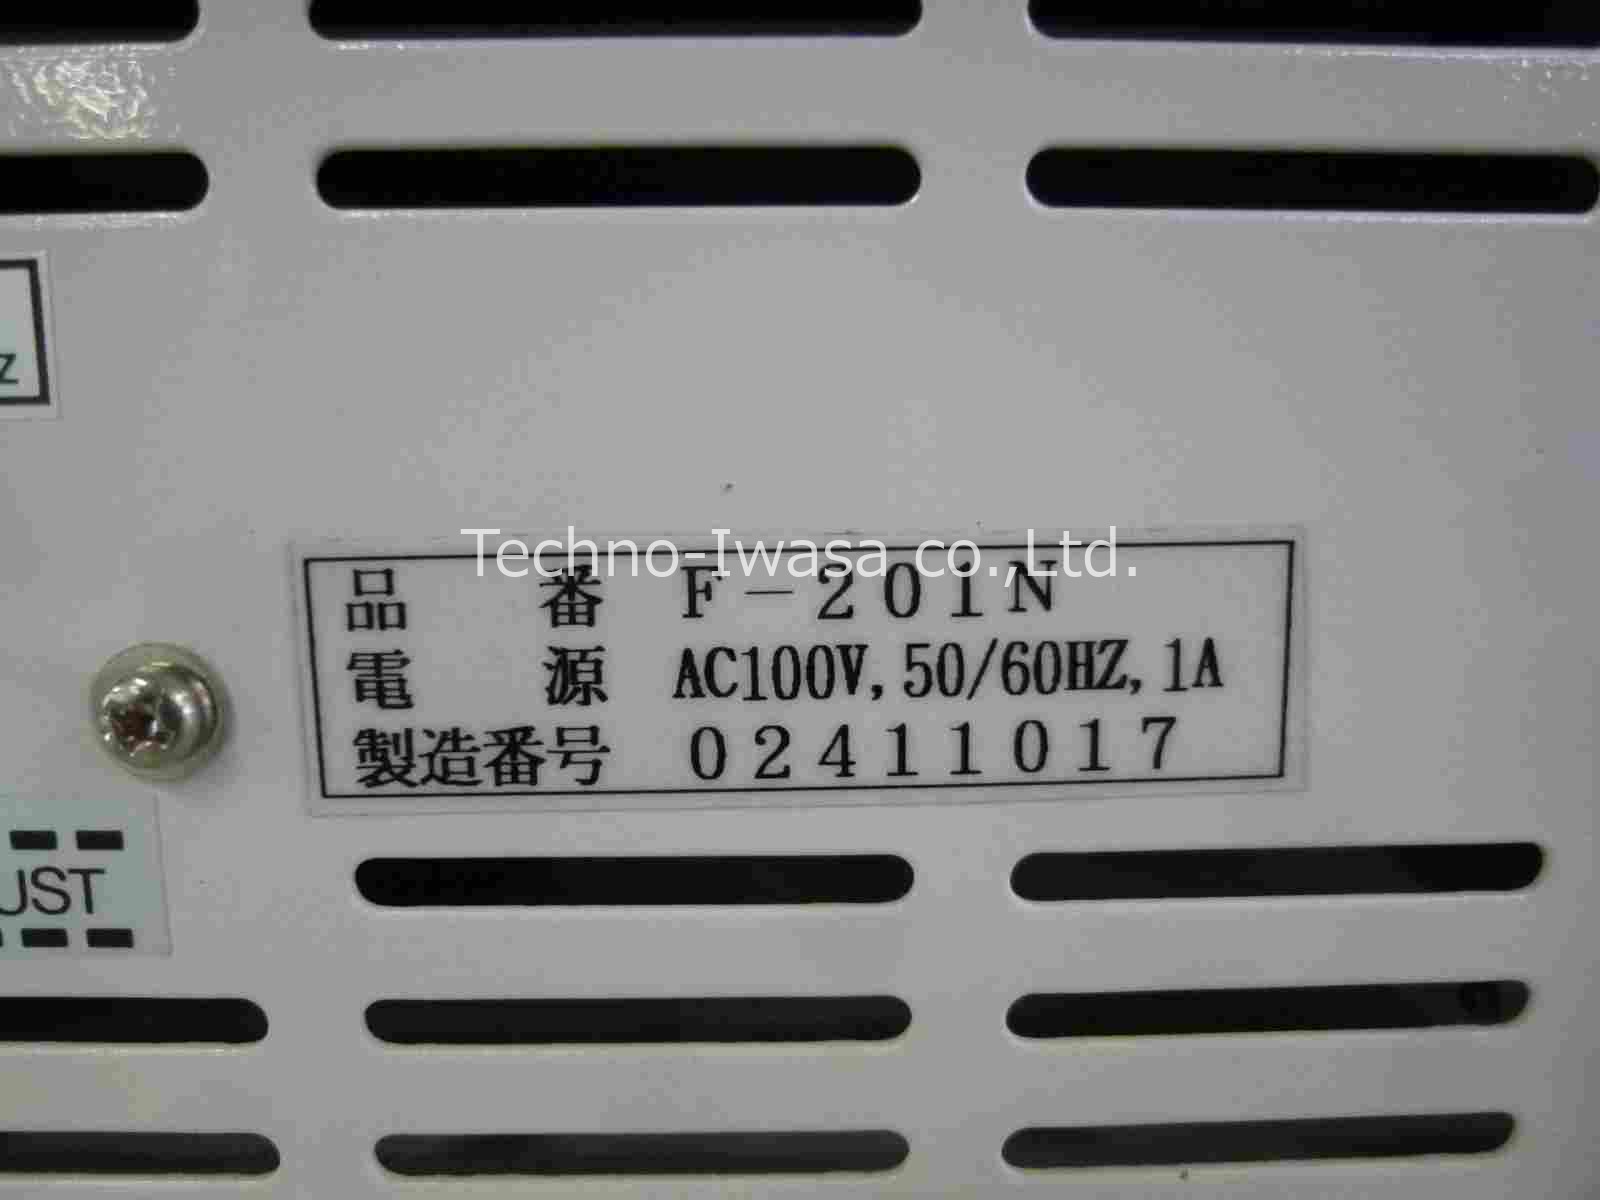 Z
Techno-Iwasa co.,Ltd.
品 番 F-201N
電 源 AC100V,50/60HZ,1A
製造番号 02411017
UST